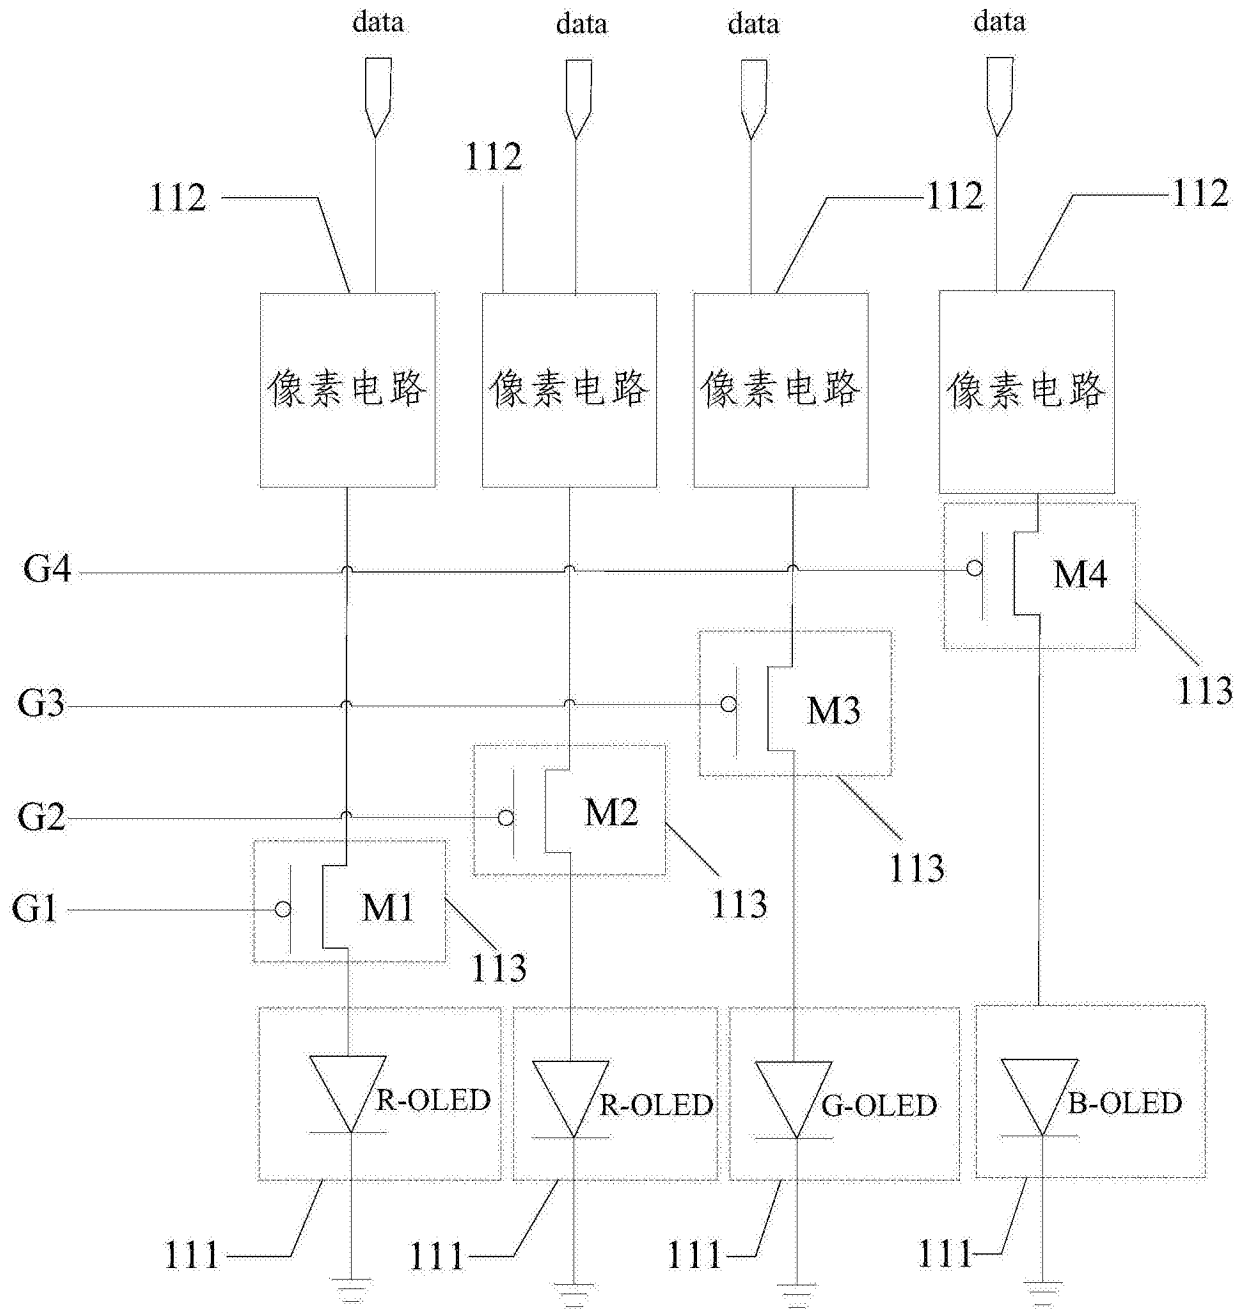 data data data data
112
112 112 112
像素电路 像素电路 像素电路 像素电路
G4 M4
113
G3 M3
G2 M2
113
G1 M1 113
113
R-OLED R-OLED G-OLED B-OLED
111 111 111 111